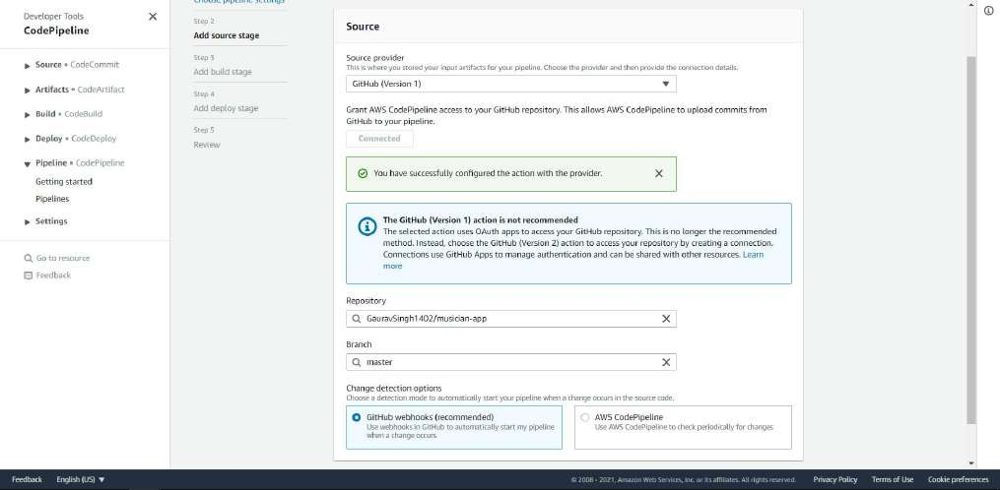 Developer Tools
CodePipeline
Source • CodeCommit
Artifacts • CodeArtifact
Build • CodeBuild
Deploy • CodeDeploy
Pipeline • CodePipeline
Getting started
Pipelines
Settings
Go to resource
Feedback
Choose pipeline settings
Step 2
Add source stage
Step 3
Add build stage
Step 4
Add deploy stage
Step 5
Review
Source
Source provider
This is where you stored your input artifacts for your pipeline. Choose the provider and then provide the connection details.
GitHub (Version 1)
Grant AWS CodePipeline access to your GitHub repository. This allows AWS CodePipeline to upload commits from
GitHub to your pipeline.
Connected
You have successfully configured the action with the provider.
The GitHub (Version 1) action is not recommended
The selected action uses OAuth apps to access your GitHub repository. This is no longer the recommended
method. Instead, choose the GitHub (Version 2) action to access your repository by creating a connection.
Connections use GitHub Apps to manage authentication and can be shared with other resources. Learn
more
Repository
GauravSingh1402/musician-app
Branch
master
Change detection options
Choose a detection mode to automatically start your pipeline when a change occurs in the source code.
GitHub webhooks (recommended)
Use webhooks in GitHub to automatically start my pipeline
when a change occurs
AWS CodePipeline
Use AWS CodePipeline to check periodically for changes
Feedback
English (US)
© 2008 - 2021, Amazon Web Services, Inc. or its affiliates. All rights reserved.
Privacy Policy
Terms of Use
Cookie preferences